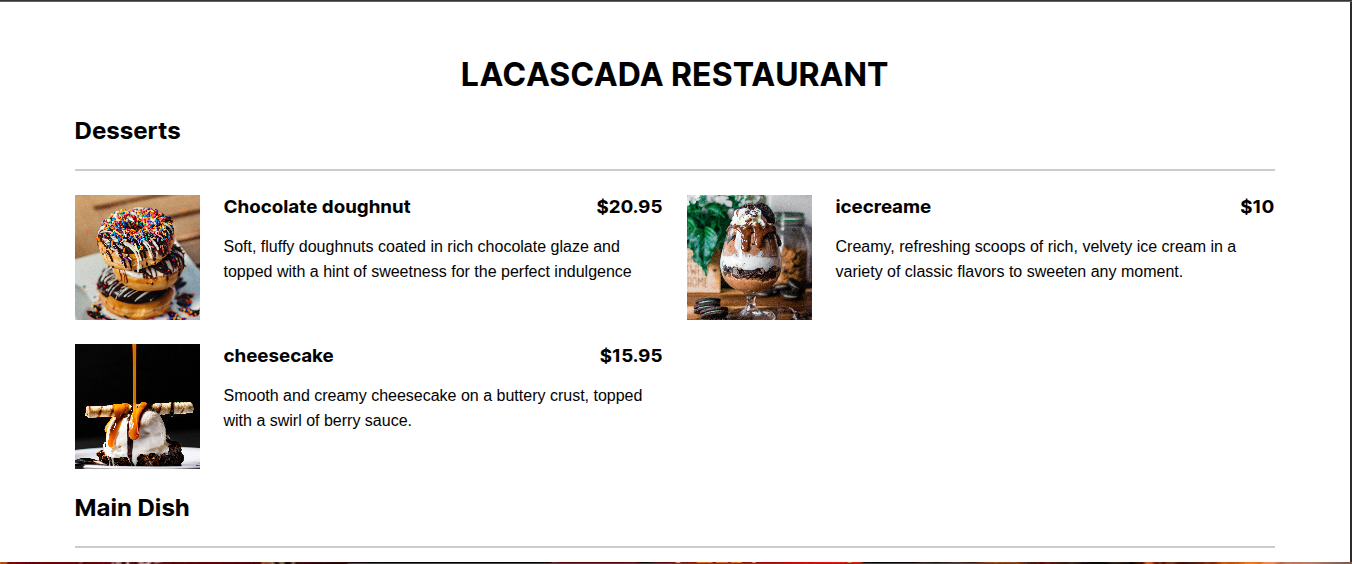 LACASCADA RESTAURANT
Desserts
Chocolate doughnut $20.95
Soft, fluffy doughnuts coated in rich chocolate glaze and
topped with a hint of sweetness for the perfect indulgence
icecreame $10
Creamy, refreshing scoops of rich, velvety ice cream in a
variety of classic flavors to sweeten any moment.
cheesecake $15.95
Smooth and creamy cheesecake on a buttery crust, topped
with a swirl of berry sauce.
Main Dish